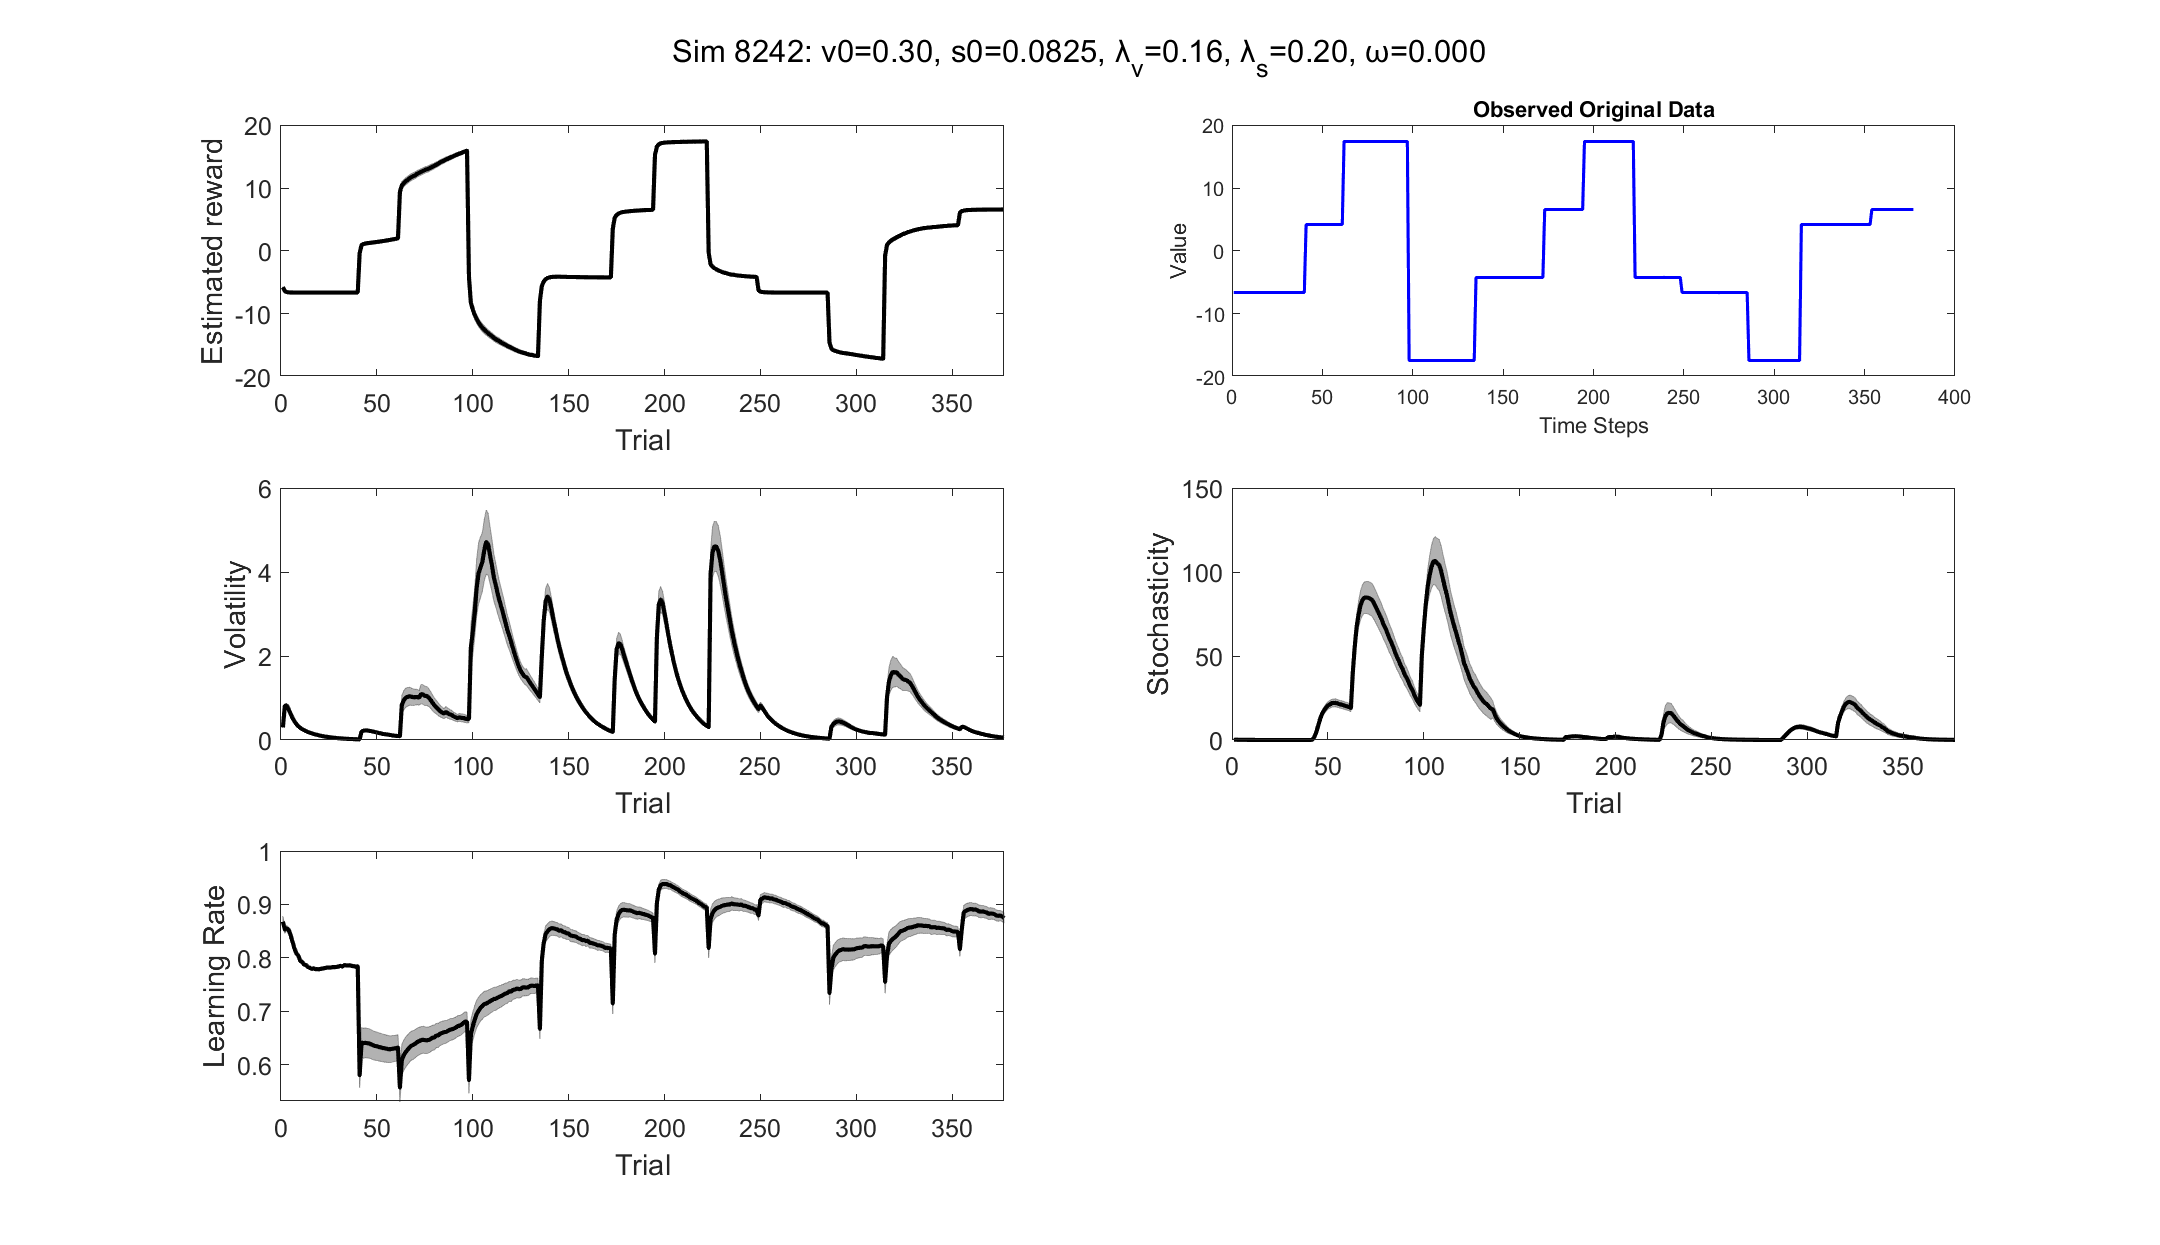 Sim 8242: v0=0.30, s0=0.0825, λ_v=0.16, λ_s=0.20, ω=0.000
20
10
0
-10
-20
Estimated reward
0 50 100 150 200 250 300 350
Trial
Observed Original Data
20
10
0
-10
-20
Value
0 50 100 150 200 250 300 350 400
Time Steps
6
4
2
0
Volatility
0 50 100 150 200 250 300 350
Trial
150
100
50
0
Stochasticity
0 50 100 150 200 250 300 350
Trial
1
0.9
0.8
0.7
0.6
Learning Rate
0 50 100 150 200 250 300 350
Trial